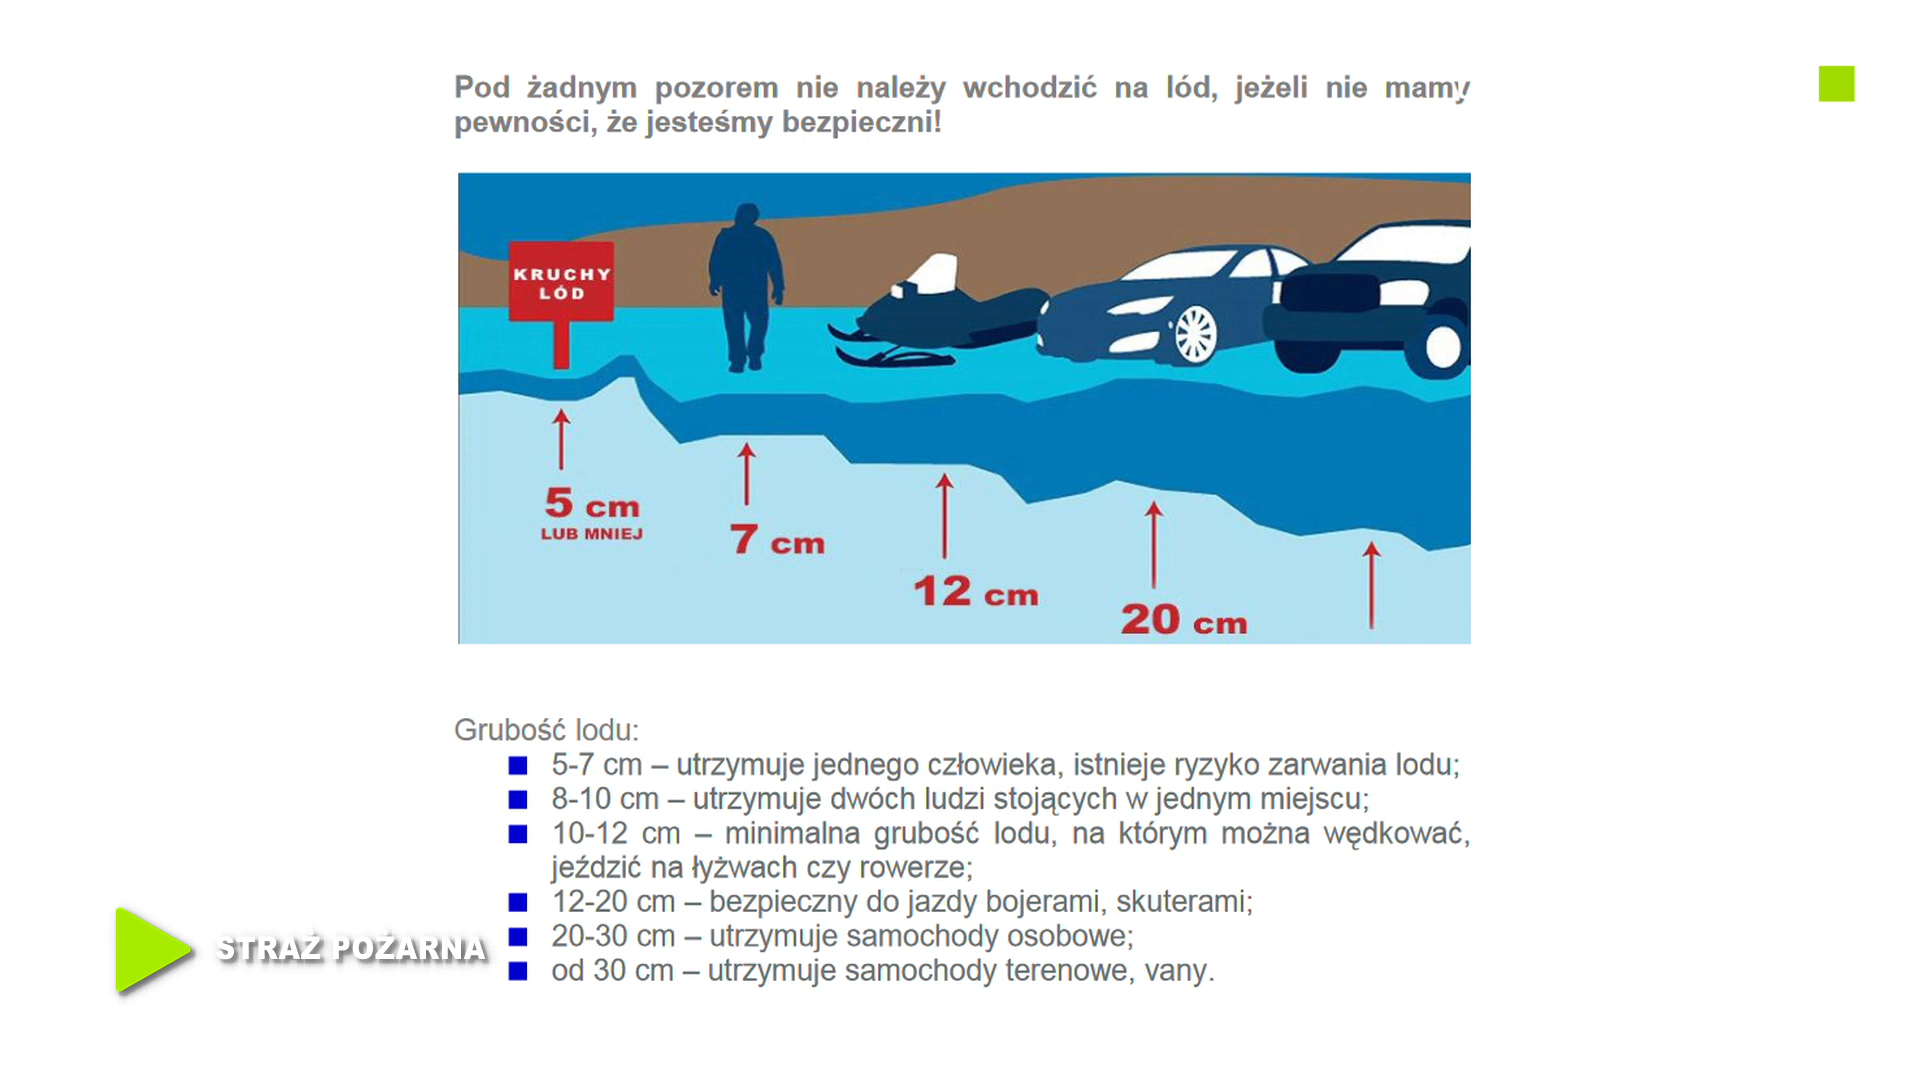 Pod żadnym pozorem nie należy wchodzić na lód, jeżeli nie mamy
pewności, że jesteśmy bezpieczni!
KRUCHY
LÓD
5 cm
LUB MNIEJ
7 cm
12 cm
20 cm
Grubość lodu:
5-7 cm – utrzymuje jednego człowieka, istnieje ryzyko zarwania lodu;
8-10 cm – utrzymuje dwóch ludzi stojących w jednym miejscu;
10-12 cm – minimalna grubość lodu, na którym można wędkować,
jeździć na łyżwach czy rowerze;
12-20 cm – bezpieczny do jazdy bojerami, skuterami;
20-30 cm – utrzymuje samochody osobowe;
od 30 cm – utrzymuje samochody terenowe, vany.
STRAŻ POŻARNA